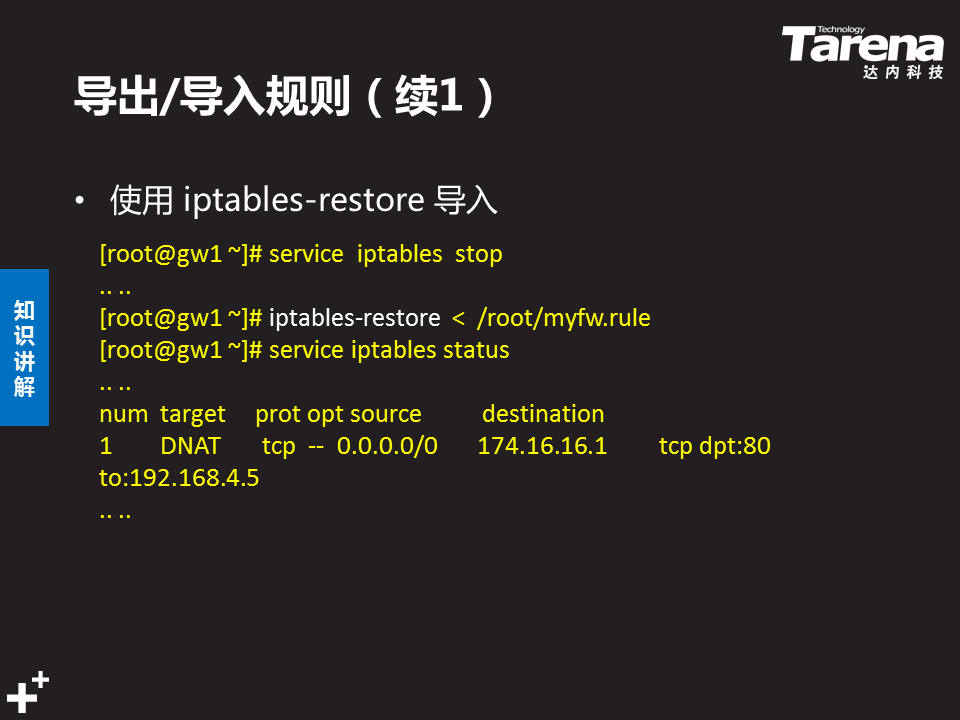 Technology
Tarena
达内科技
导出/导入规则（续1）
• 使用 iptables-restore 导入
[root@gw1 ~]# service  iptables  stop
.. ..
[root@gw1 ~]# iptables-restore  <  /root/myfw.rule
[root@gw1 ~]# service iptables status
.. ..
num  target     prot opt source          destination
1        DNAT       tcp  --  0.0.0.0/0       174.16.16.1         tcp dpt:80
to:192.168.4.5
.. ..
知
识
讲
解